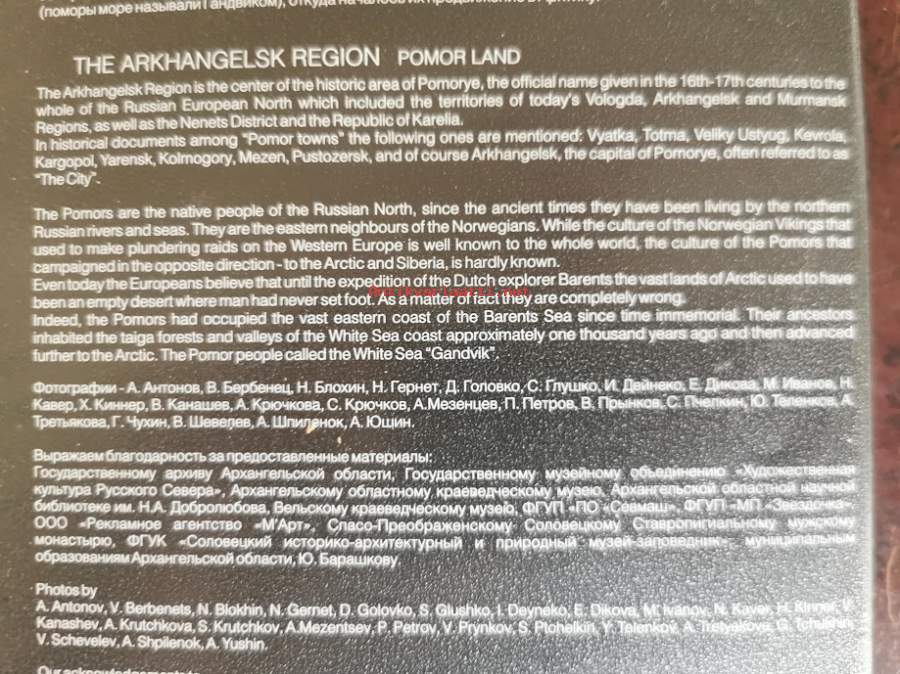 (поморы море называли Гандвиком), откуда началось их продвижение в Арктику.
THE ARKHANGELSK REGION POMOR LAND
The Arkhangelsk Region is the center of the historic area of Pomorye, the official name given in the 16th-17th centuries to the
whole of the Russian European North which included the territories of today's Vologda, Arkhangelsk and Murmansk
Regions, as well as the Nenets District and the Republic of Karelia.
In historical documents among "Pomor towns" the following ones are mentioned: Vyatka, Totma, Veliky Ustyug, Kevrola,
Kargopol, Yarensk, Kolmogory, Mezen, Pustozersk, and of course Arkhangelsk, the capital of Pomorye, often referred to as
"The City".
The Pomors are the native people of the Russian North, since the ancient times they have been living by the northern
Russian rivers and seas. They are the eastern neighbours of the Norwegians. While the culture of the Norwegian Vikings that
used to make plundering raids on the Western Europe is well known to the whole world, the culture of the Pomors that
campaigned in the opposite direction - to the Arctic and Siberia, is hardly known.
Even today the Europeans believe that until the expedition of the Dutch explorer Barents the vast lands of Arctic used to have
been an empty desert where man had never set foot. As a matter of fact they are completely wrong.
Indeed, the Pomors had occupied the vast eastern coast of the Barents Sea since time immemorial. Their ancestors
inhabited the taiga forests and valleys of the White Sea coast approximately one thousand years ago and then advanced
further to the Arctic. The Pomor people called the White Sea "Gandvik".
Фотографии - А. Антонов, В. Бербенец, Н. Блохин, Н. Гернет, Д. Головко, С. Глушко, И. Дейнеко, Е. Дикова, М. Иванов, Н.
Кавер, Х. Киннер, В. Канашев, А. Крючкова, С. Крючков, А.Мезенцев, П. Петров, В. Прынков, С. Пчелкин, Ю. Теленков, А.
Третьякова, Г. Чухин, В. Шевелев, А. Шпиленок, А. Ющин.
Выражаем благодарность за предоставленные материалы:
Государственному архиву Архангельской области, Государственному музейному объединению «Художественная
культура Русского Севера», Архангельскому областному краеведческому музею, Архангельской областной научной
библиотеке им. Н.А. Добролюбова, Вельскому краеведческому музею, ФГУП «ПО «Севмаш», ФГУП «МП «Звездочка»
ООО «Рекламное агентство «М'Арт», Спасо-Преображенскому Соловецкому Ставропигиальному мужскому
монастырю, ФГУК «Соловецкий историко-архитектурный и природный музей-заповедник», муниципальным
образованиям Архангельской области, Ю. Барашкову
Photos by
A. Antonov, V. Berbenets, N. Blokhin, N. Gernet, D. Golovko, S. Glushko, I. Deyneko, E. Dikova, M. Ivanov, N. Kaver, H. Kinner, V.
Kanashev, A. Krutchkova, S. Krutchkov, A.Mezentsev, P. Petrov, V. Prynkov, S. Ptchelkin, Y. Telenkov, A. Tretyakova, G. Tchukhin,
V. Schevelev, A. Shpilenok, A. Yushin.
Our acknowledgements to